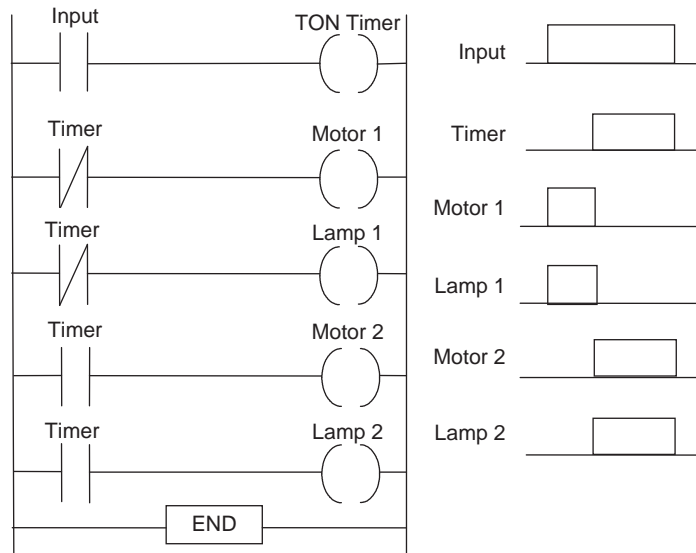 Input
TON Timer
Timer
Motor 1
Timer
Lamp 1
Timer
Motor 2
Timer
Lamp 2
END
Input
Timer
Motor 1
Lamp 1
Motor 2
Lamp 2